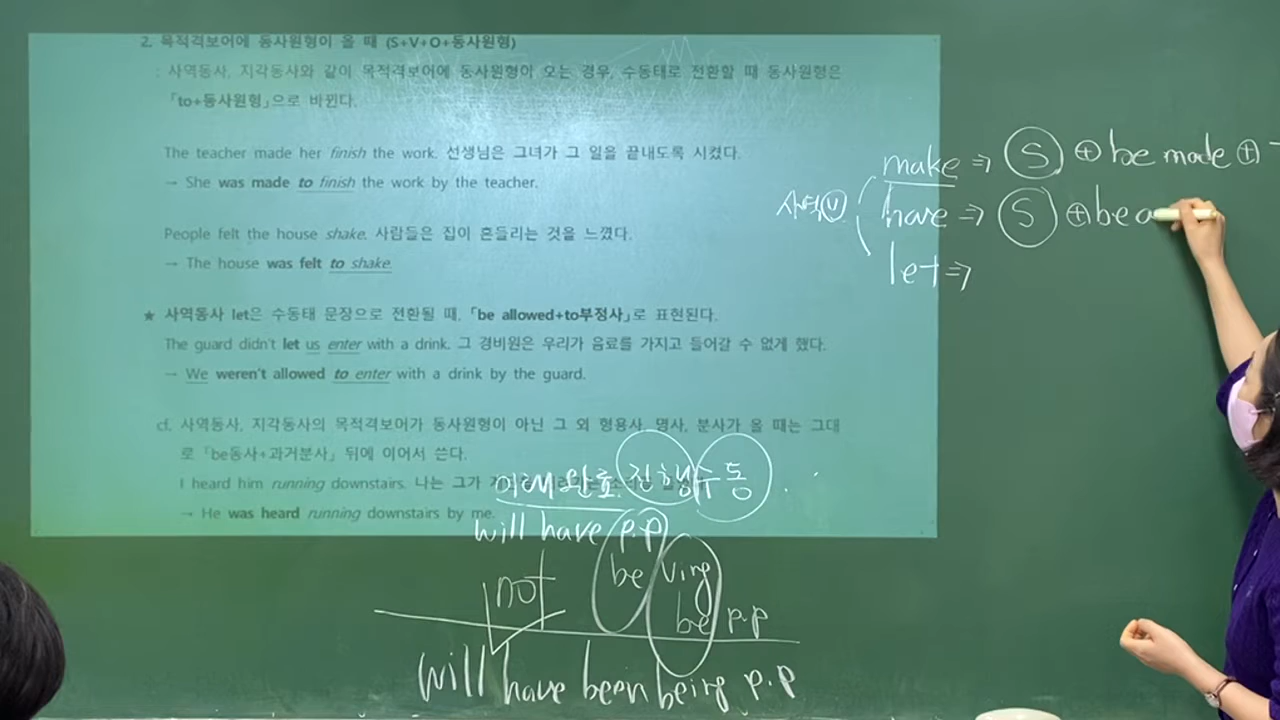 2. 목적격보어에 동사원형이 올 때 (S+V+O+동사원형)
: 사역동사, 지각동사와 같이 목적격보어에 동사원형이 오는 경우, 수동태로 전환할 때 동사원형은
「to+동사원형」으로 바뀐다.
The teacher made her finish the work. 선생님은 그녀가 그 일을 끝내도록 시켰다.
→ She was made to finish the work by the teacher.
People felt the house shake. 사람들은 집이 흔들리는 것을 느꼈다.
→ The house was felt to shake.
★ 사역동사 let은 수동태 문장으로 전환될 때, 「be allowed+to부정사」로 표현된다.
The guard didn't let us enter with a drink. 그 경비원은 우리가 음료를 가지고 들어갈 수 없게 했다.
→ We weren't allowed to enter with a drink by the guard.
cf. 사역동사, 지각동사의 목적격보어가 동사원형이 아닌 그 외 형용사, 명사, 분사가 올 때는 그대
로 「be동사+과거분사」 뒤에 이어서 쓴다.
I heard him running downstairs. 나는 그가
→ He was heard running downstairs by me.
make ⇒ S ⊕ be made ⊕
사역ⓥ have ⇒ S ⊕ be a
let ⇒
미래완료 진행수동.
will have p.p
not be Ving
be p.p
will have been being p.p